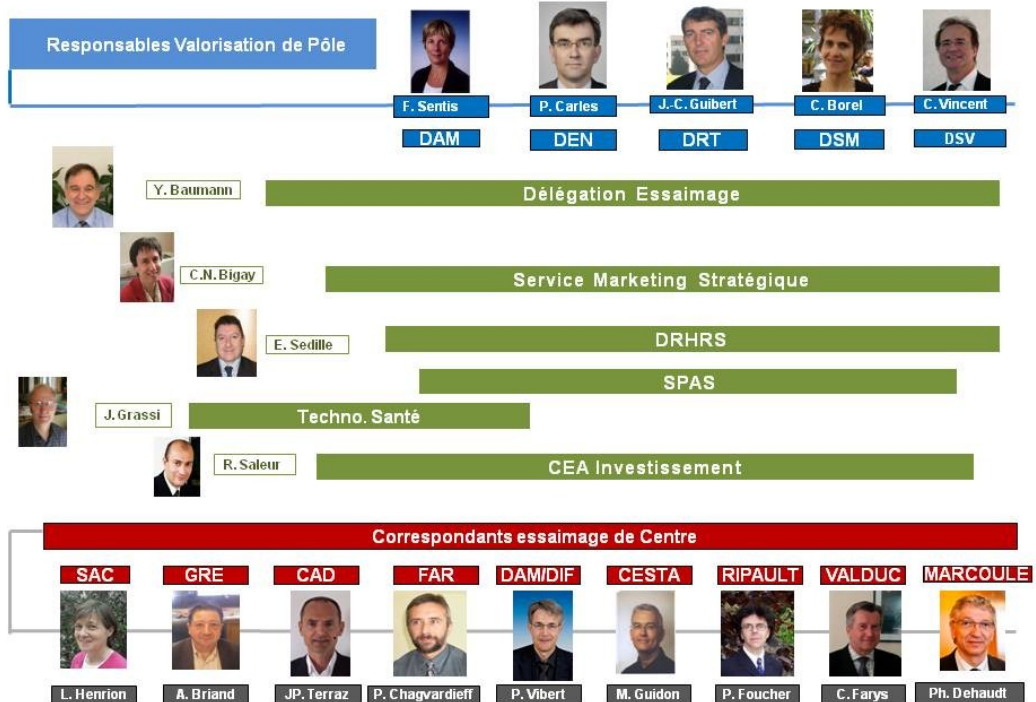 Responsables Valorisation de Pôle
F. Sentis
P. Carles
J.-C. Guibert
C. Borel
C. Vincent
DAM
DEN
DRT
DSM
DSV
Y. Baumann
Délégation Essaimage
C.N. Bigay
Service Marketing Stratégique
E. Sedille
DRHRS
SPAS
J. Grassi
Techno. Santé
R. Saleur
CEA Investissement
Correspondants essaimage de Centre
SAC
GRE
CAD
FAR
DAM/DIF
CESTA
RIPAULT
VALDUC
MARCOULE
L. Henrion
A. Briand
JP. Terraz
P. Chagvardieff
P. Vibert
M. Guidon
P. Foucher
C. Farys
Ph. Dehaudt